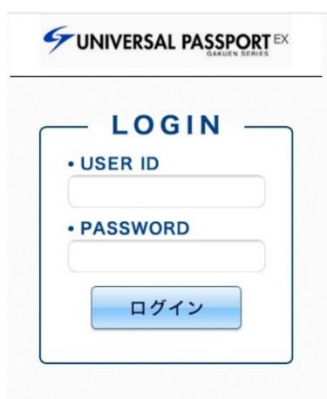 UNIVERSAL PASSPORT EX
GAKUEN SERIES
LOGIN
• USER ID
• PASSWORD
ログイン